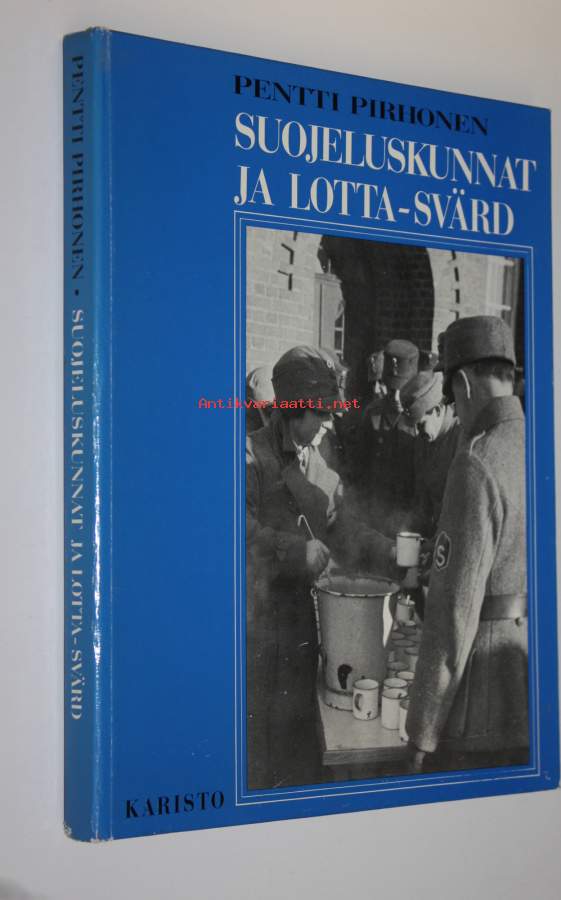 PENTTI PIRHONEN
SUOJELUSKUNNAT
JA LOTTA-SVÄRD
Antikvariaatti.net
S
KARISTO
PENTTI PIRHONEN • SUOJELUSKUNNAT JA LOTTA-SVÄRD